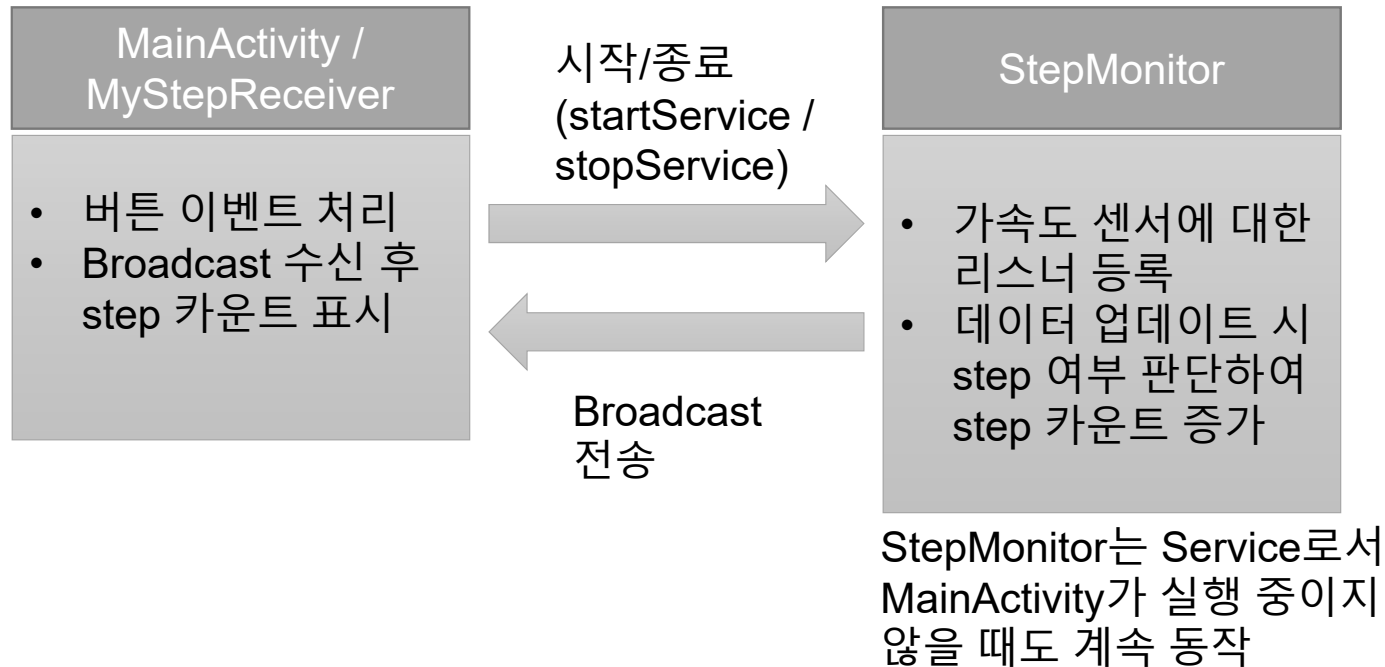 MainActivity /
MyStepReceiver
• 버튼 이벤트 처리
• Broadcast 수신 후
step 카운트 표시
시작/종료
(startService /
stopService)
Broadcast
전송
StepMonitor
• 가속도 센서에 대한
리스너 등록
• 데이터 업데이트 시
step 여부 판단하여
step 카운트 증가
StepMonitor는 Service로서
MainActivity가 실행 중이지
않을 때도 계속 동작